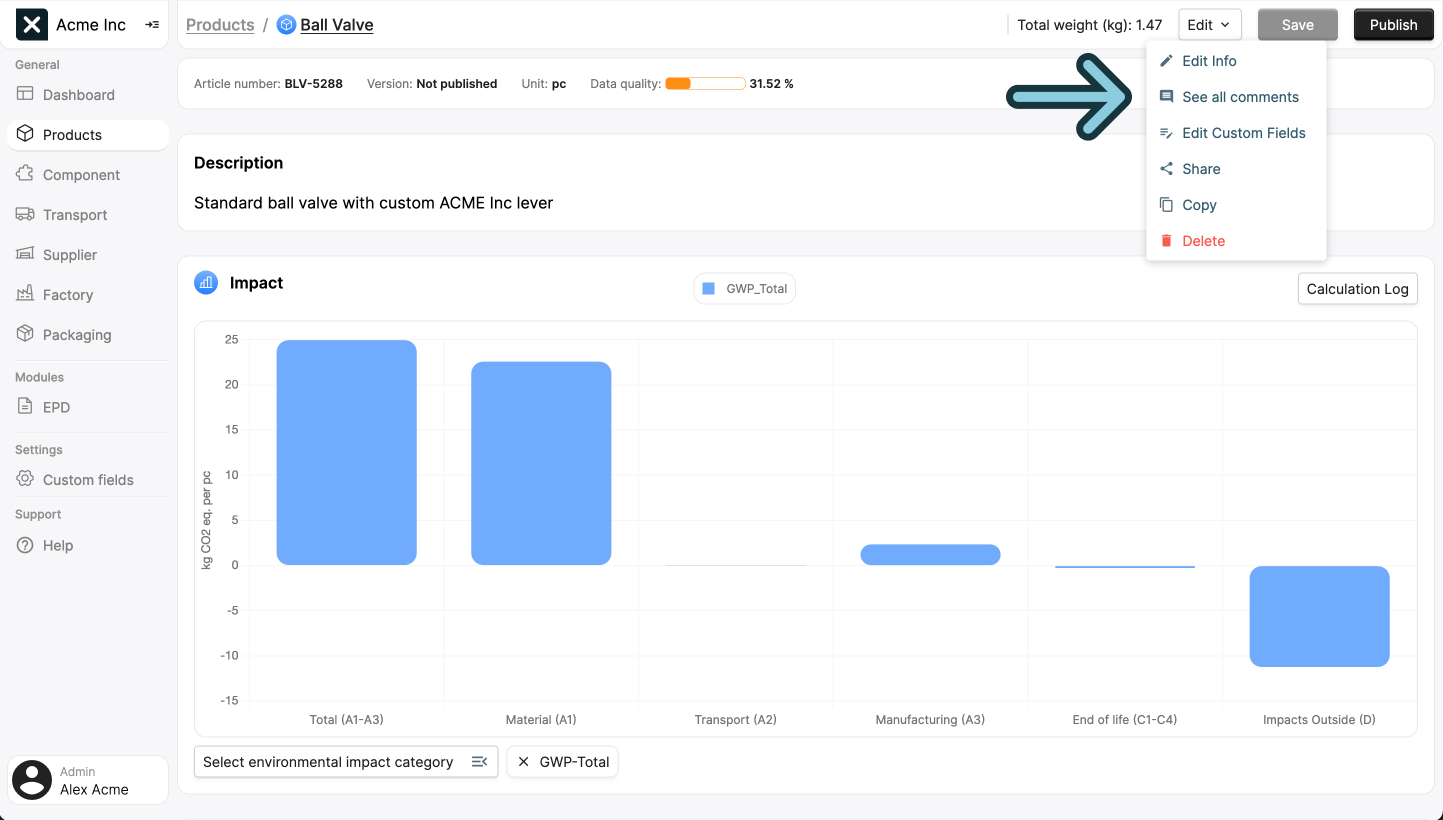 Acme Inc
Products / Ball Valve
Total weight (kg): 1.47
Edit
Save
Publish
General
Dashboard
Products
Component
Transport
Supplier
Factory
Packaging
Modules
EPD
Settings
Custom fields
Support
Help
Admin
Alex Acme
Article number: BLV-5288 Version: Not published Unit: pc Data quality: 31.52 %
Edit Info
See all comments
Edit Custom Fields
Share
Copy
Delete
Description
Standard ball valve with custom ACME Inc lever
Impact
GWP_Total
Calculation Log
kg CO2 eq. per pc
25
20
15
10
5
0
-5
-10
-15
Total (A1-A3)
Material (A1)
Transport (A2)
Manufacturing (A3)
End of life (C1-C4)
Impacts Outside (D)
Select environmental impact category
GWP-Total